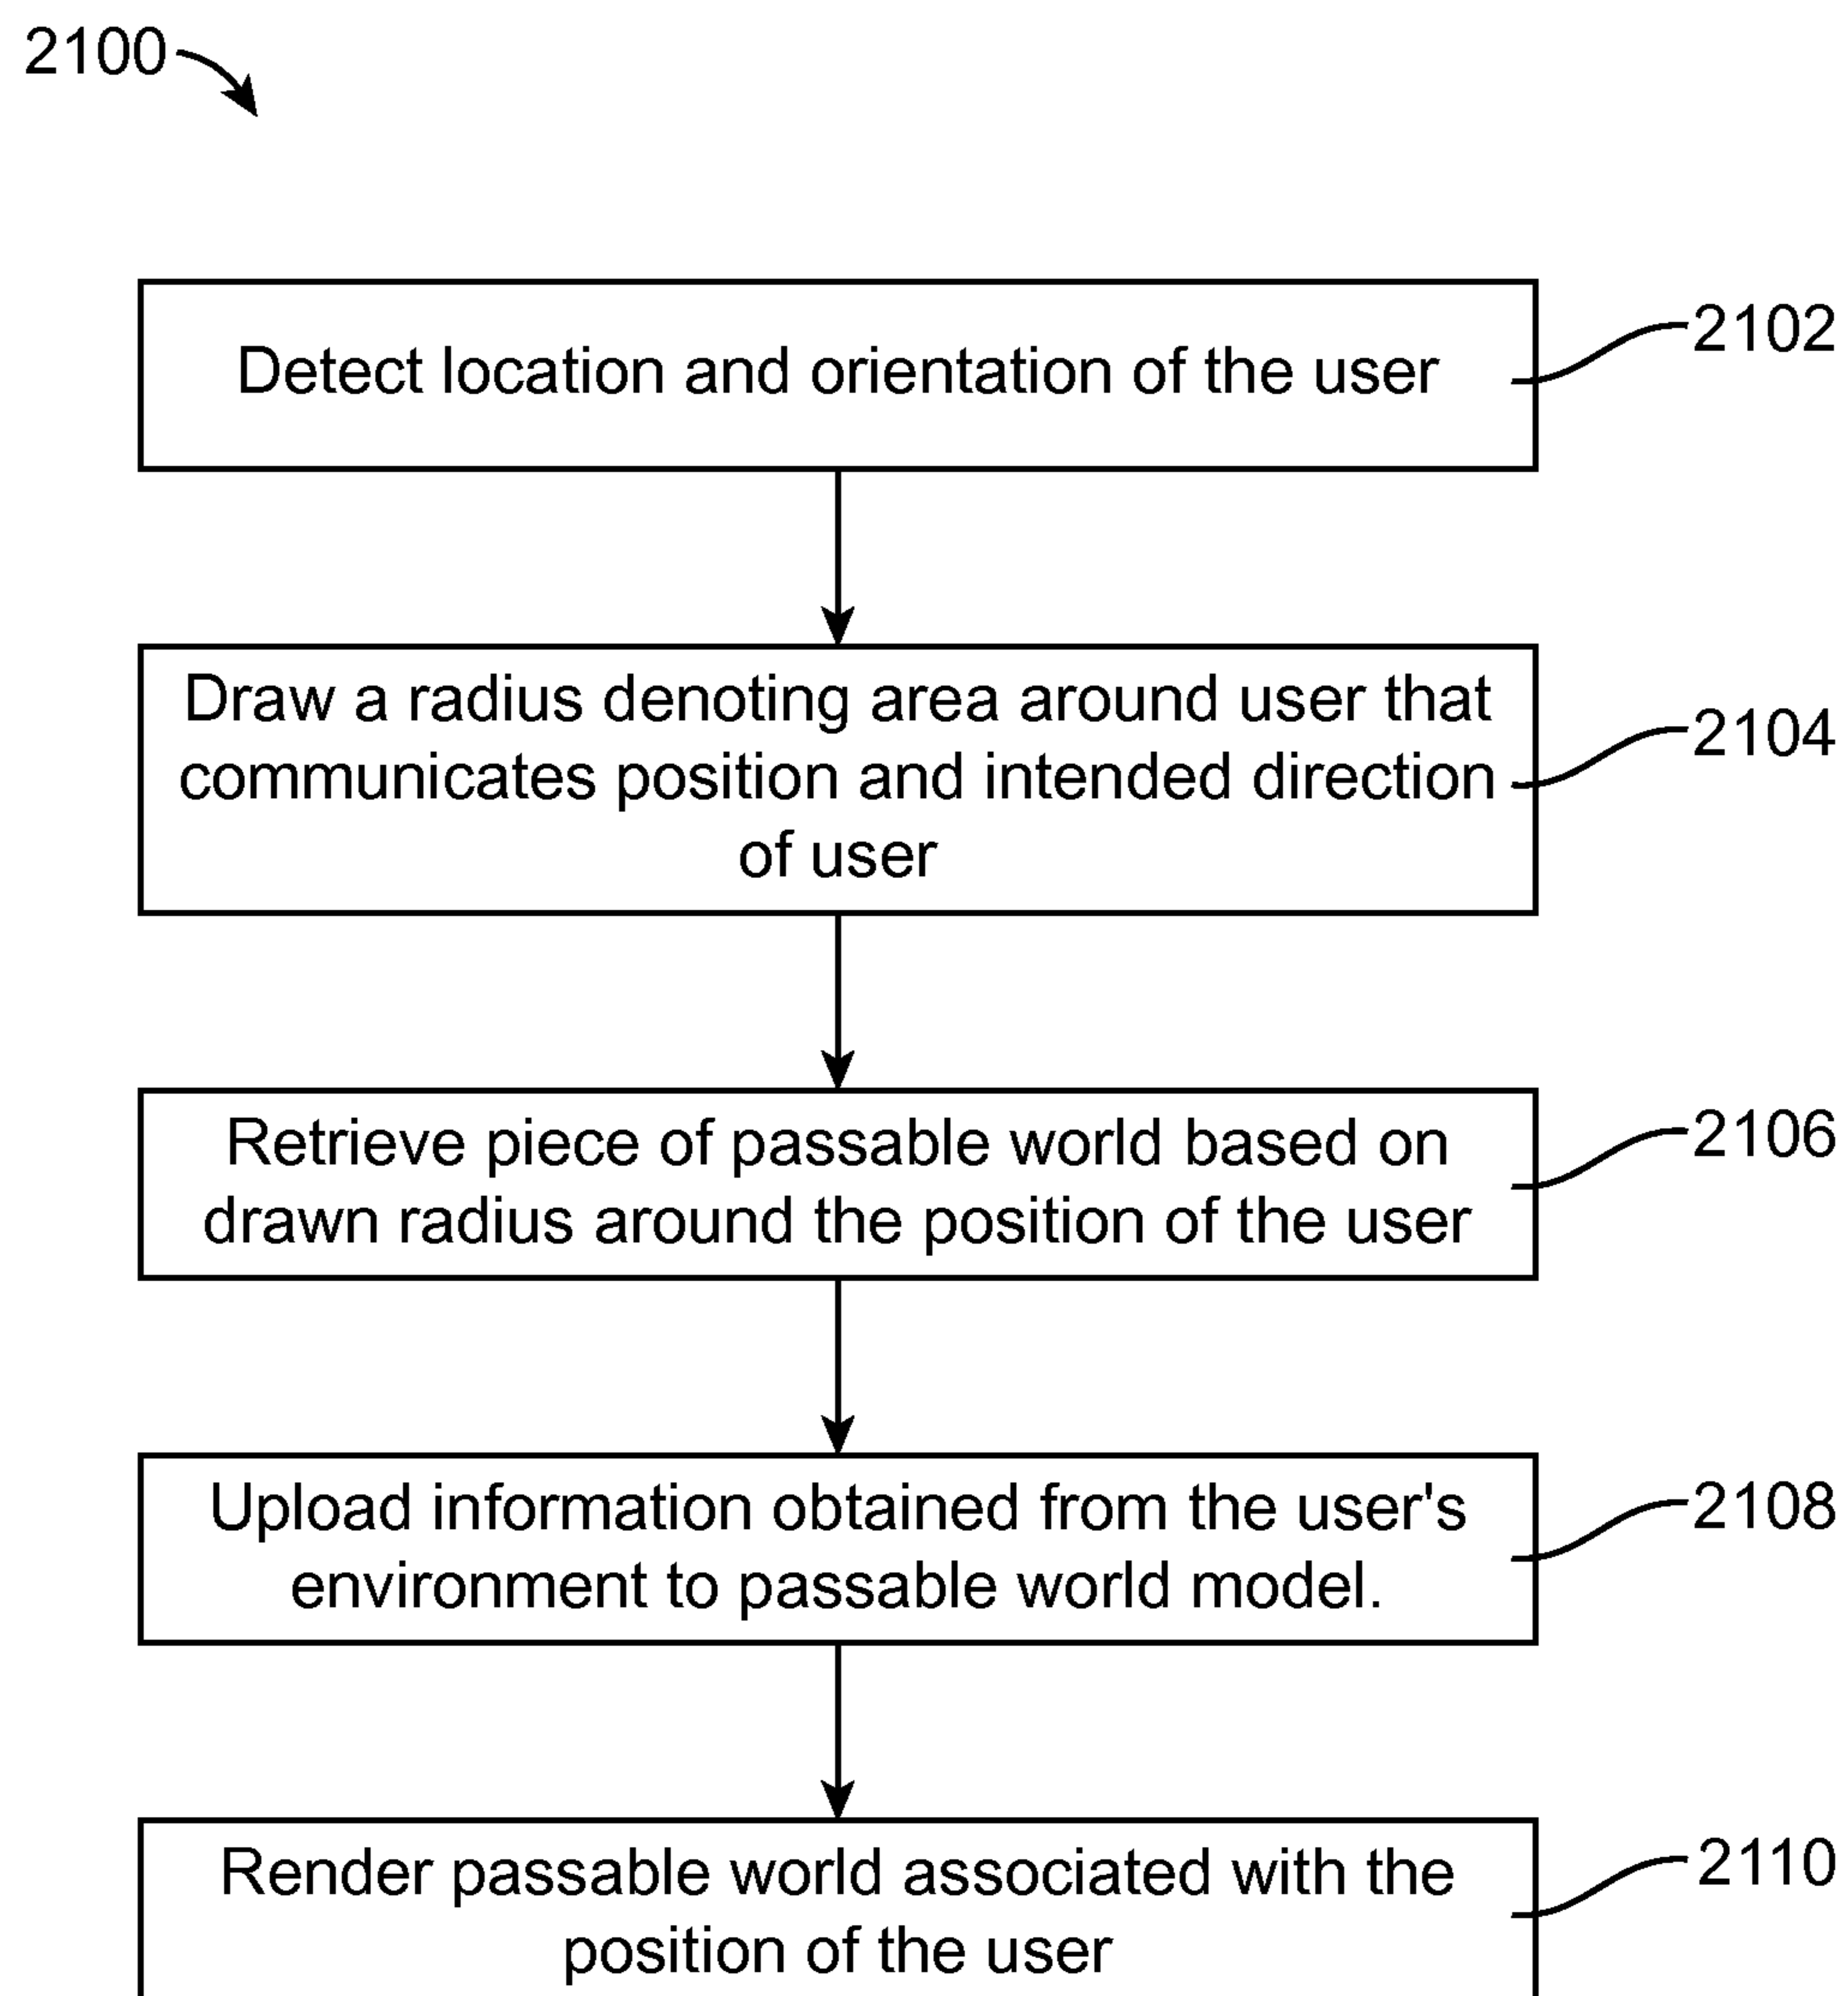 2100
Detect location and orientation of the user
2102
Draw a radius denoting area around user that
communicates position and intended direction
of user
2104
Retrieve piece of passable world based on
drawn radius around the position of the user
2106
Upload information obtained from the user's
environment to passable world model.
2108
Render passable world associated with the
position of the user
2110